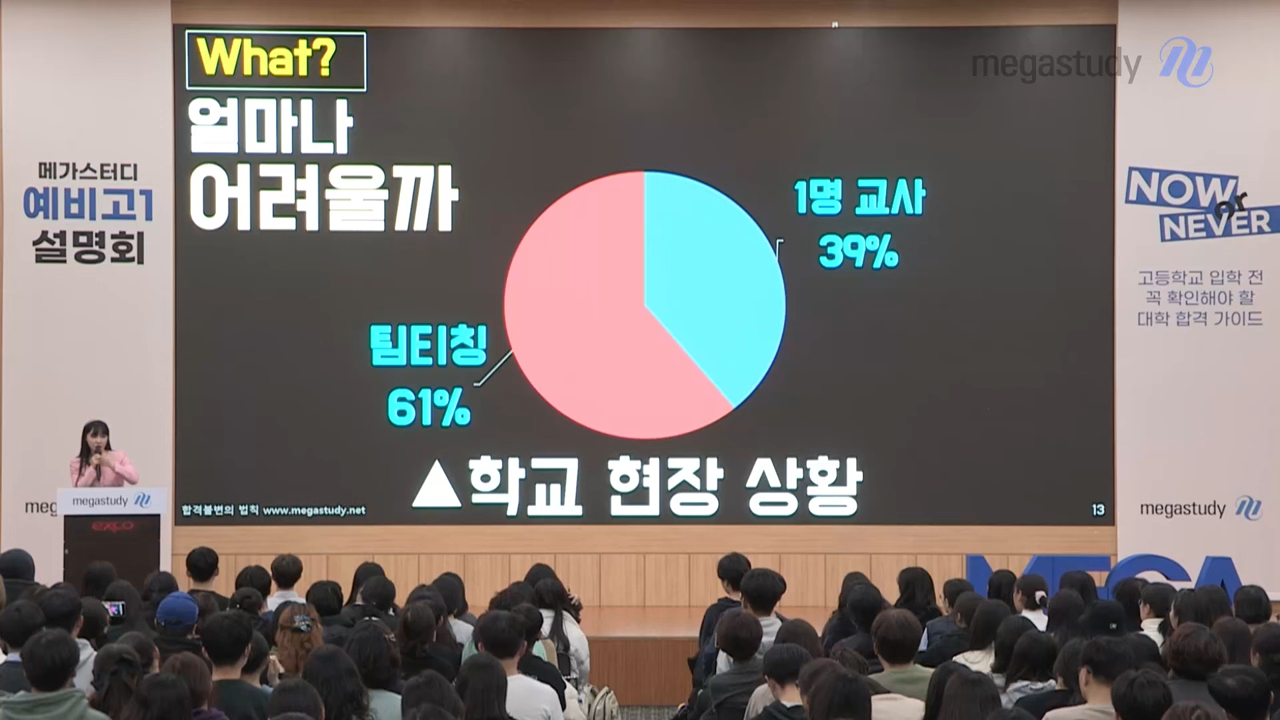 megastudy
What?
얼마나
어려울까
1명 교사
39%
팀티칭
61%
▲학교 현장 상황
합격불변의 법칙 www.megastudy.net
13
메가스터디
예비고1
설명회
meg
megastudy
expo
NOW
or
NEVER
고등학교 입학 전
꼭 확인해야 할
대학 합격 가이드
megastudy
MEGA